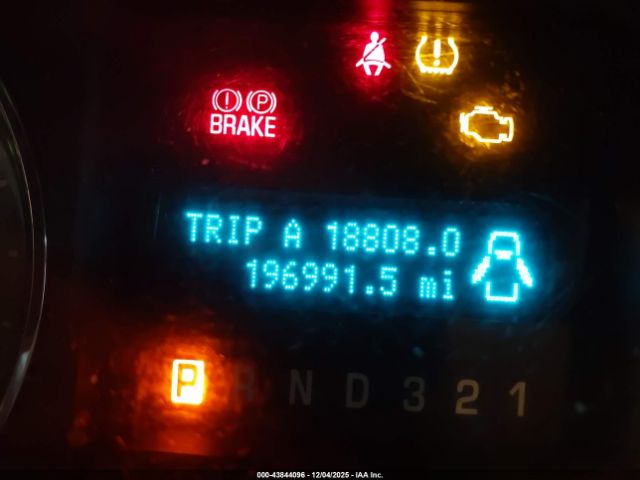 BRAKE
TRIP A 18808.0
196991.5 mi
P R N D 3 2 1
000-43844096 - 12/04/2025 - IAA Inc.